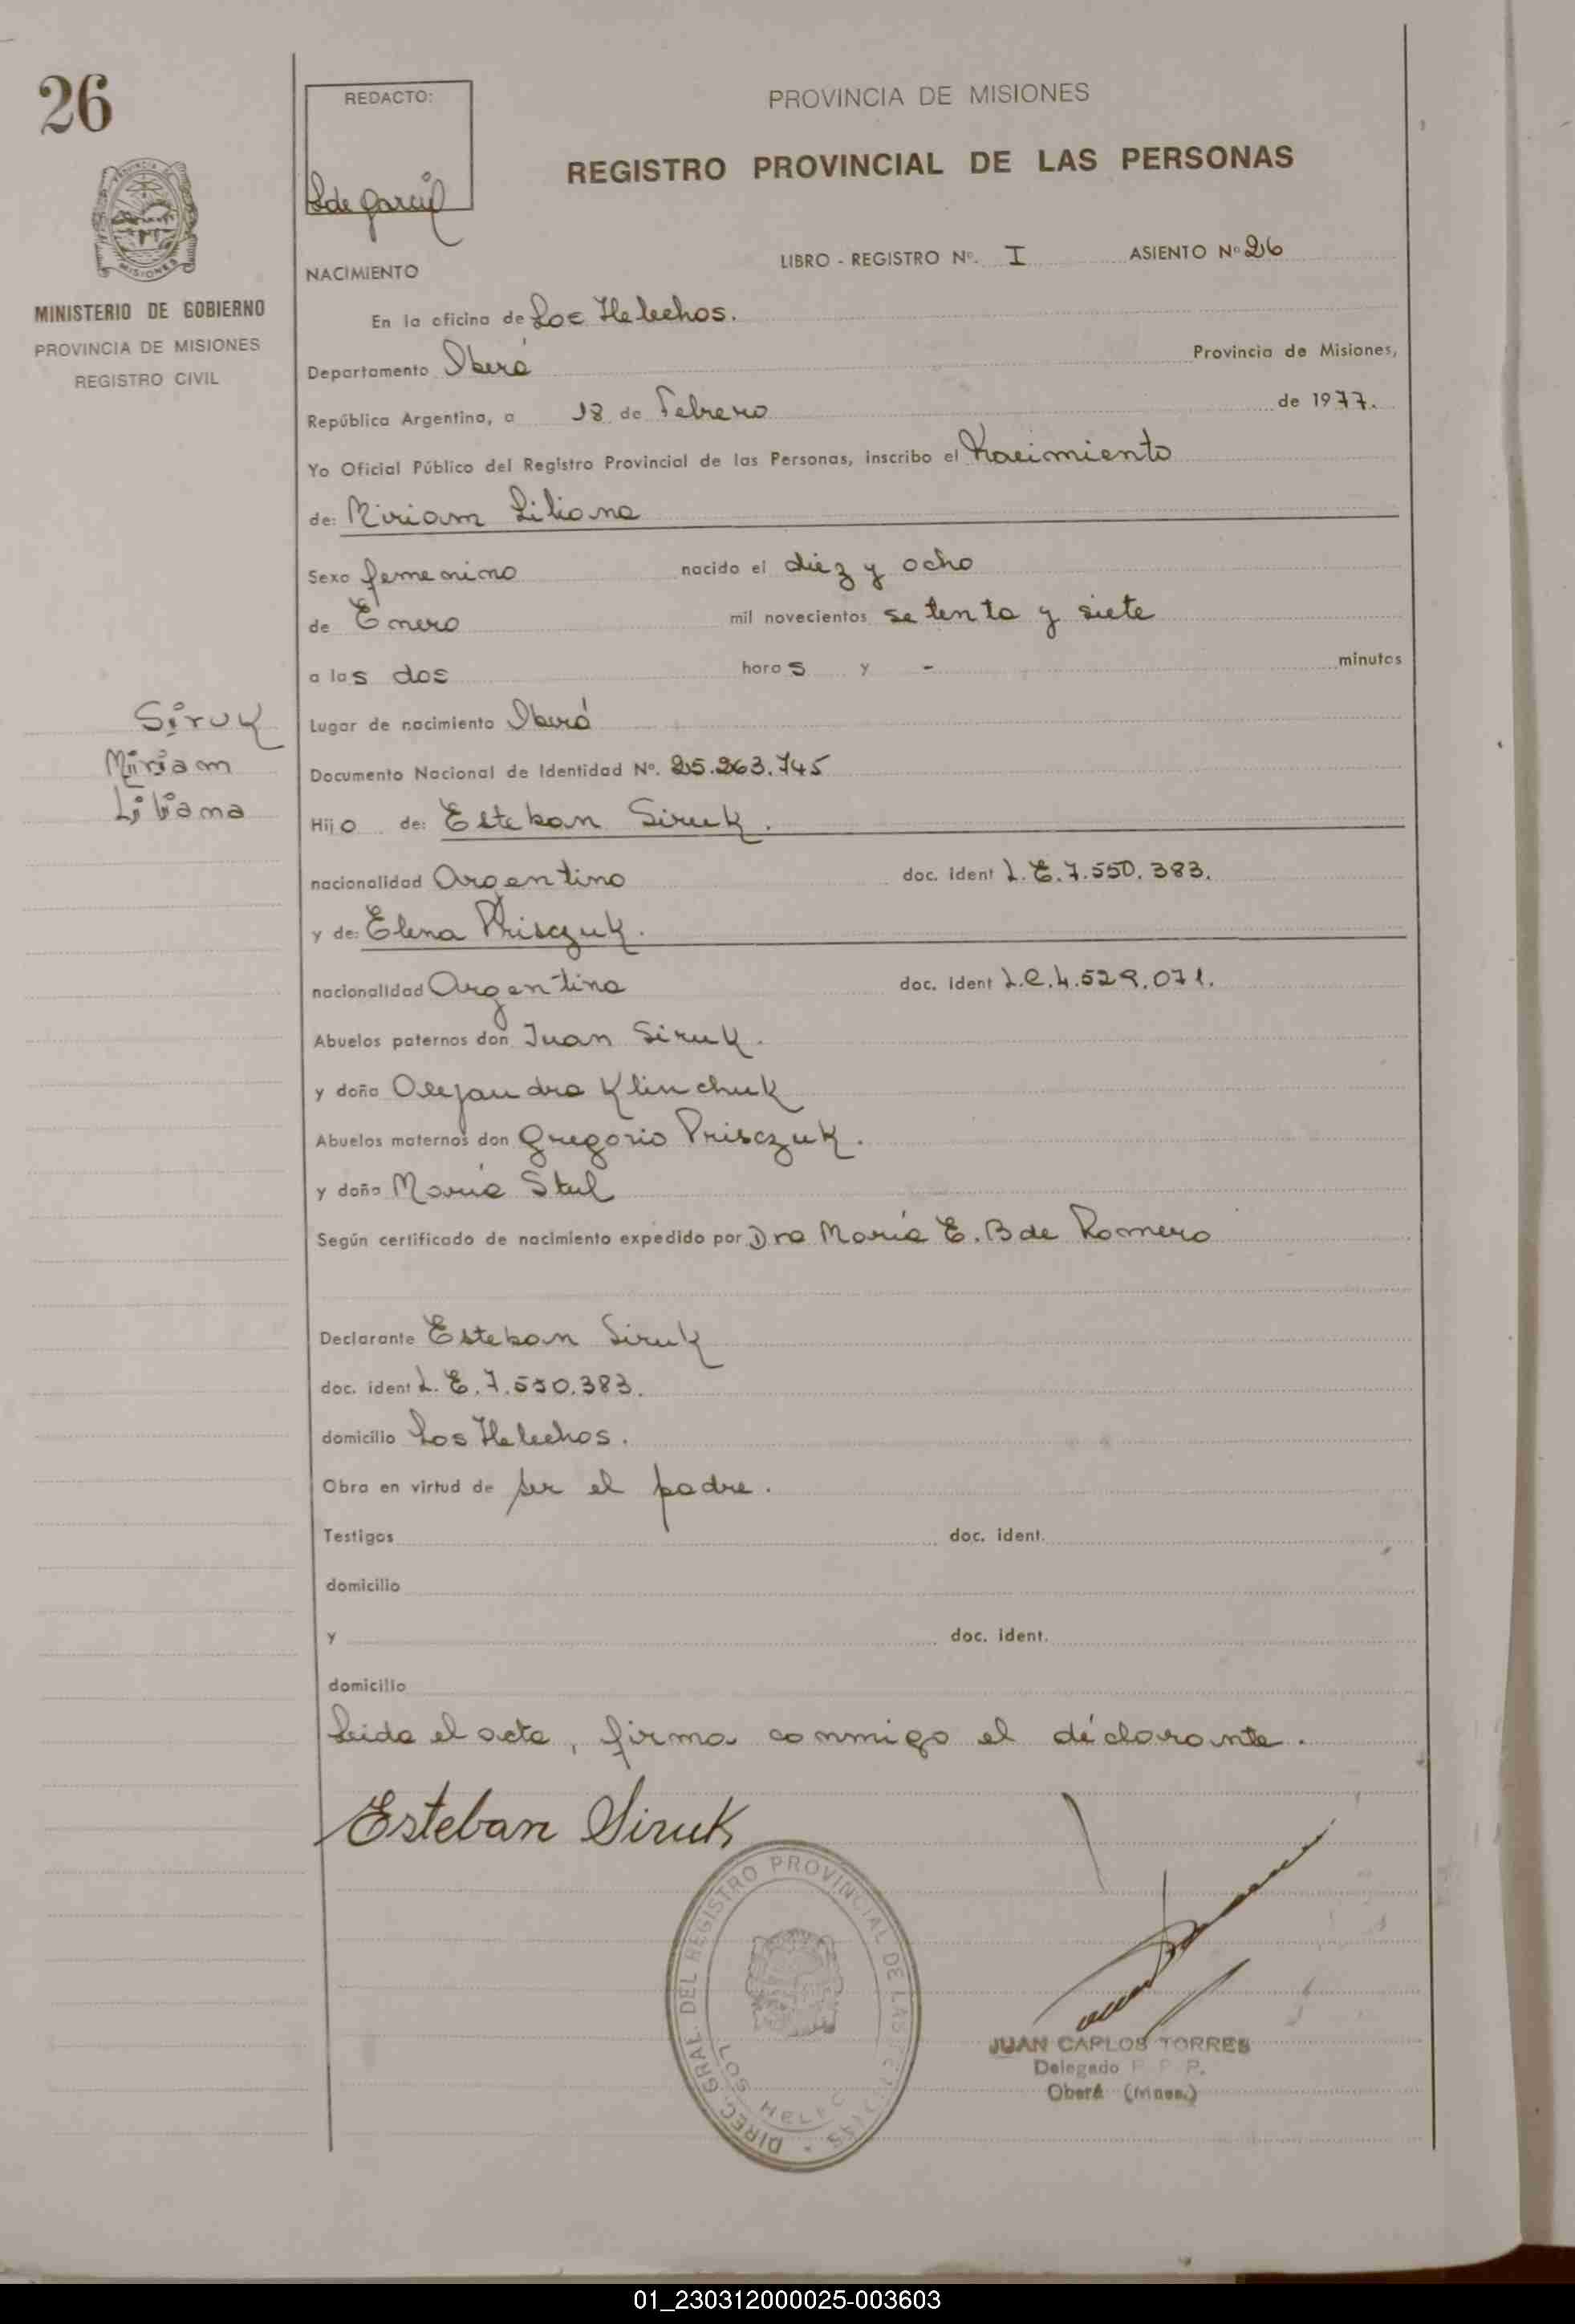 26
REDACTO:
PROVINCIA DE MISIONES
REGISTRO PROVINCIAL DE LAS PERSONAS
LIBRO - REGISTRO Nº. I ASIENTO Nº 26
NACIMIENTO
MINISTERIO DE GOBIERNO
PROVINCIA DE MISIONES
REGISTRO CIVIL
En la oficina de Los Helechos.
Departamento Oberá Provincia de Misiones,
República Argentina, a 18 de Febrero de 1977.
Yo Oficial Público del Registro Provincial de las Personas, inscribo el Nacimiento
de: Miriam Liliana
Sexo femenino nacido el diez y ocho
de Enero mil novecientos setenta y siete
a las dos horas y - minutos
Siruk
Miriam
Liliana
Lugar de nacimiento Oberá
Documento Nacional de Identidad Nº. 25.263.745
Hijo de: Esteban Siruk.
nacionalidad Argentino doc. ident L.E.7.550.383.
y de: Elena Prisczuk.
nacionalidad Argentina doc. ident L.C.4.529.071.
Abuelos paternos don Juan Siruk.
y doña Alejandra Klinchuk
Abuelos maternos don Gregorio Prisczuk.
y doña María Stul
Según certificado de nacimiento expedido por Dra María E. B de Romero
Declarante Esteban Siruk
doc. ident L.E.7.550.383.
domicilio Los Helechos.
Obra en virtud de ser el padre.
Testigos doc. ident.
domicilio
y doc. ident.
domicilio
Leida el acta, firma conmigo el declarante.
Esteban Siruk
DIREC. GRAL. DEL REGISTRO PROVINCIAL DE LAS
LOS HELEC
JUAN CARLOS TORRES
Delegado R. P. P.
Oberá (Mnes.)
01_230312000025-003603